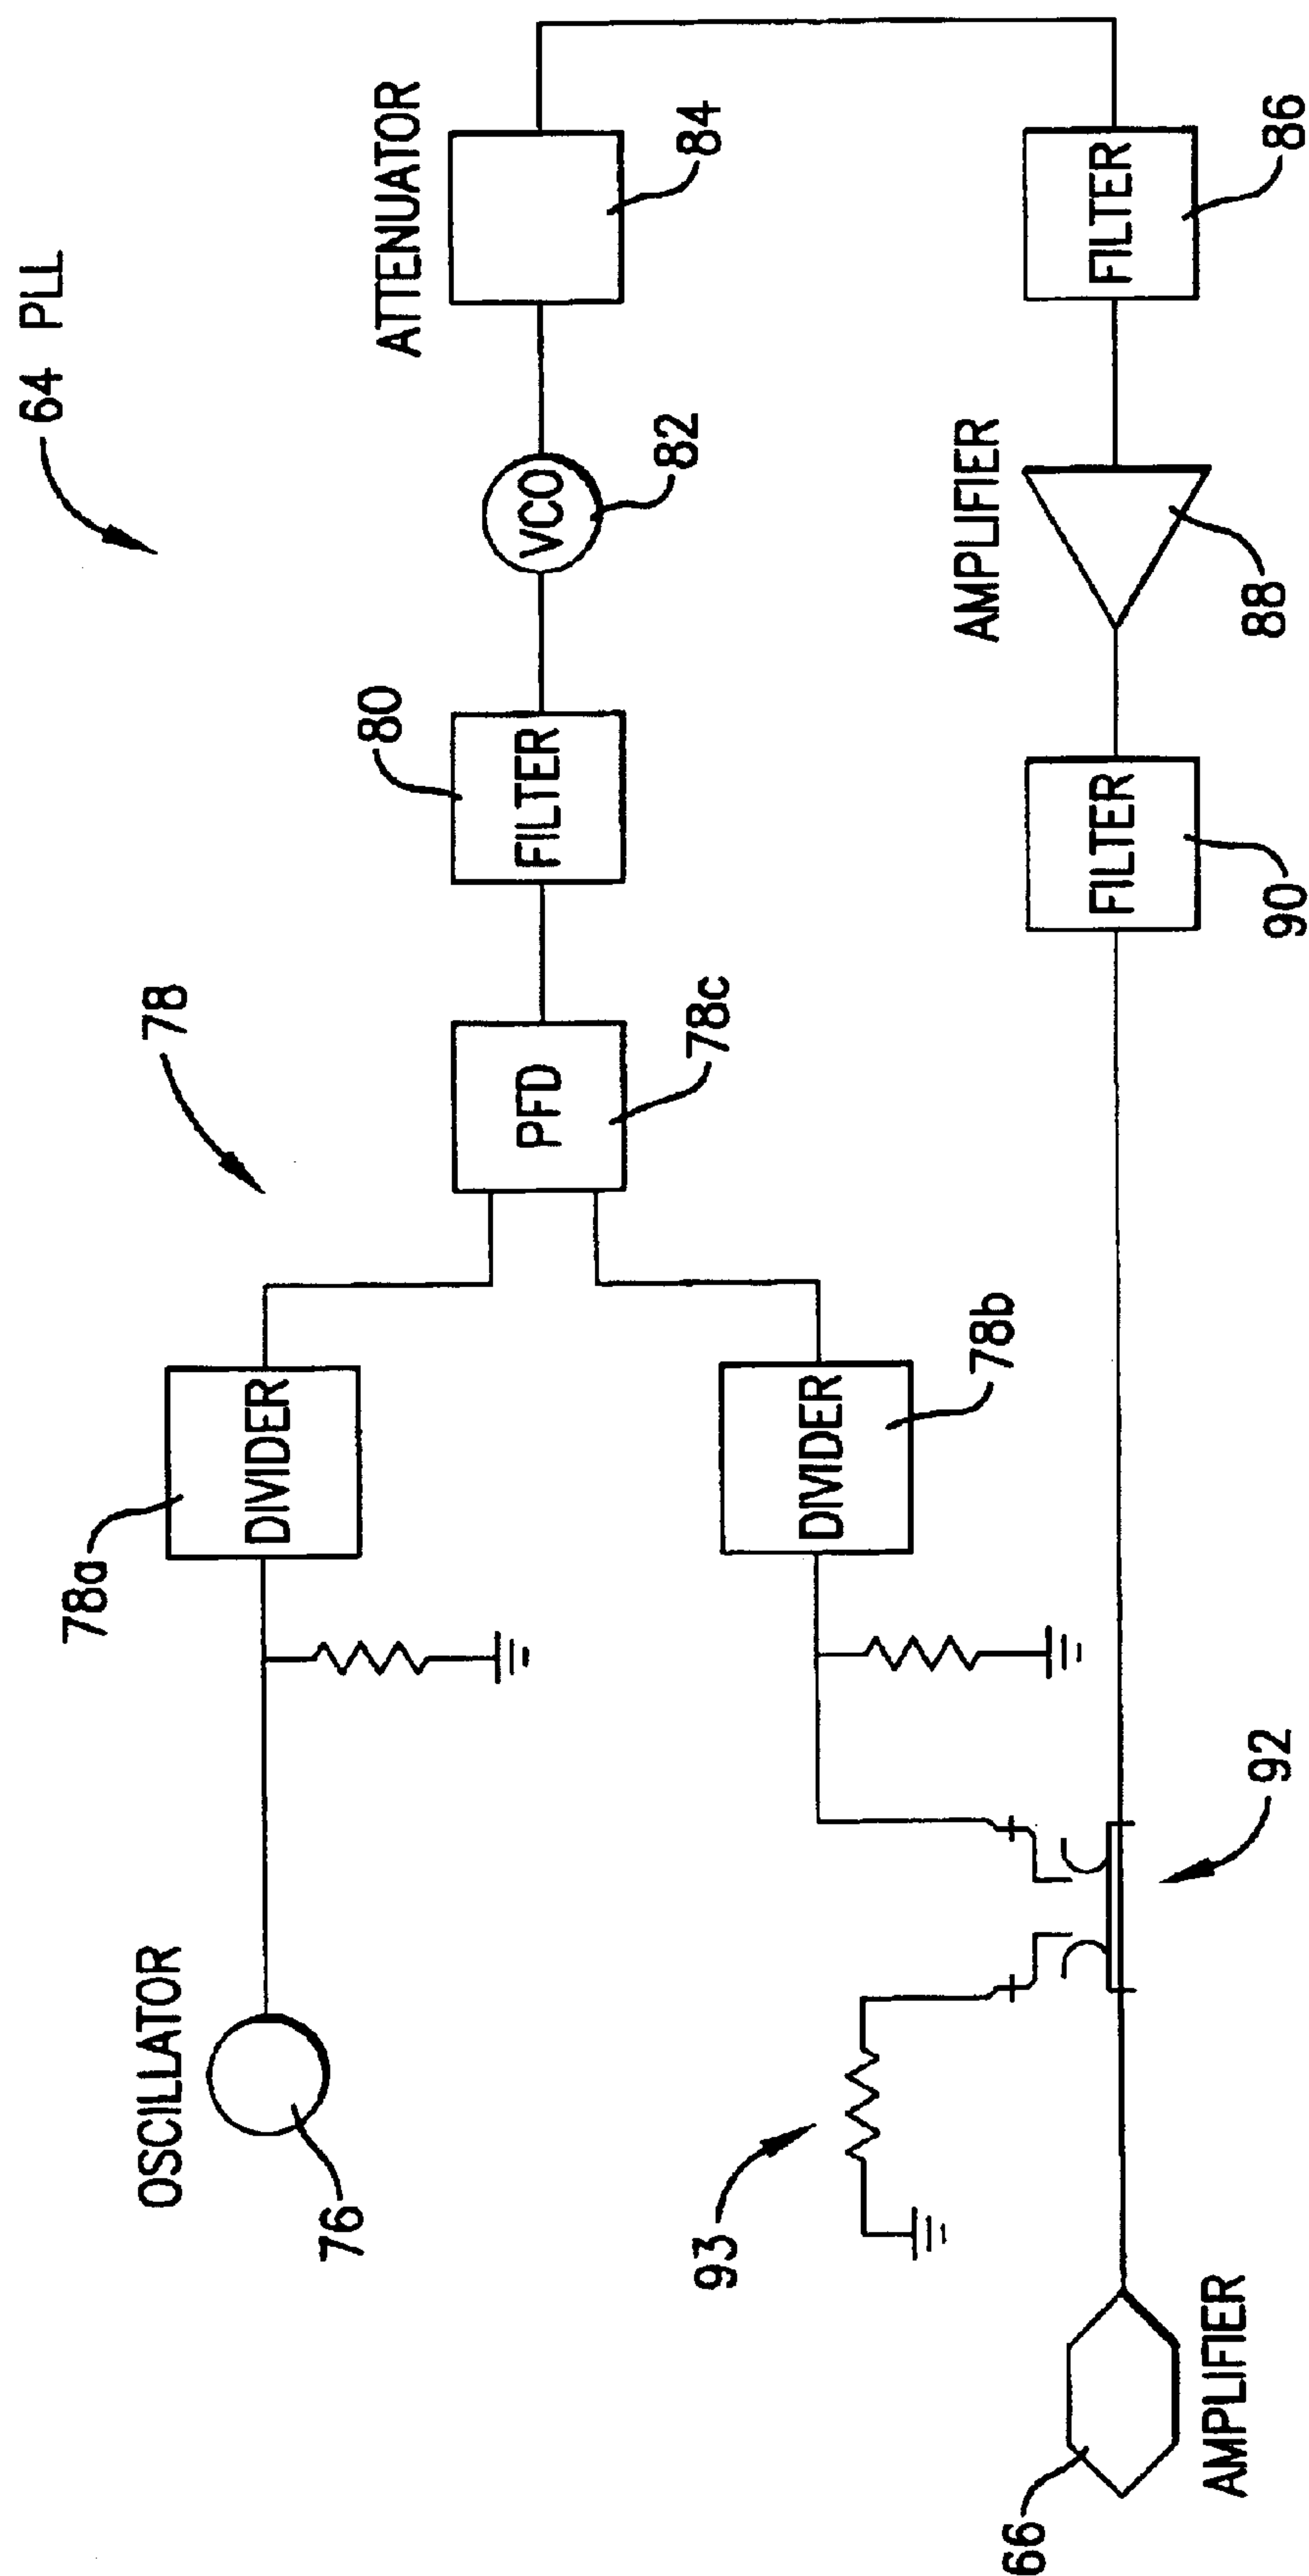 64 PLL
78
OSCILLATOR
76
78a
DIVIDER
80
ATTENUATOR
PFD
FILTER
VCO
78c
82
84
DIVIDER
78b
93
AMPLIFIER
FILTER
FILTER
66
AMPLIFIER
92
90
88
86